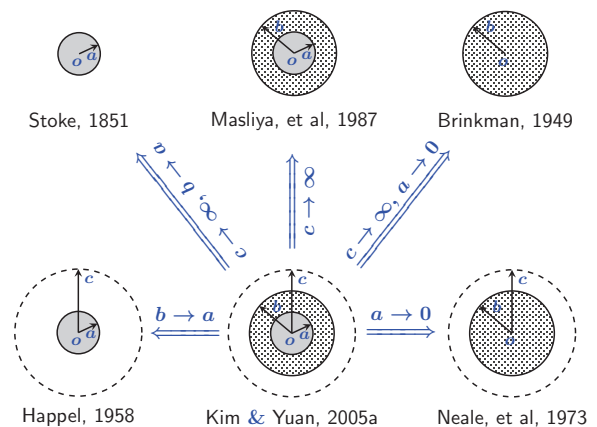 a
o
b
o
a
b
o
Stoke, 1851
Masliya, et al, 1987
Brinkman, 1949
c → ∞, b → a
c → ∞
c → ∞, a → 0
c
o
a
b → a
c
b
o
a
a → 0
c
b
o
Happel, 1958
Kim & Yuan, 2005a
Neale, et al, 1973